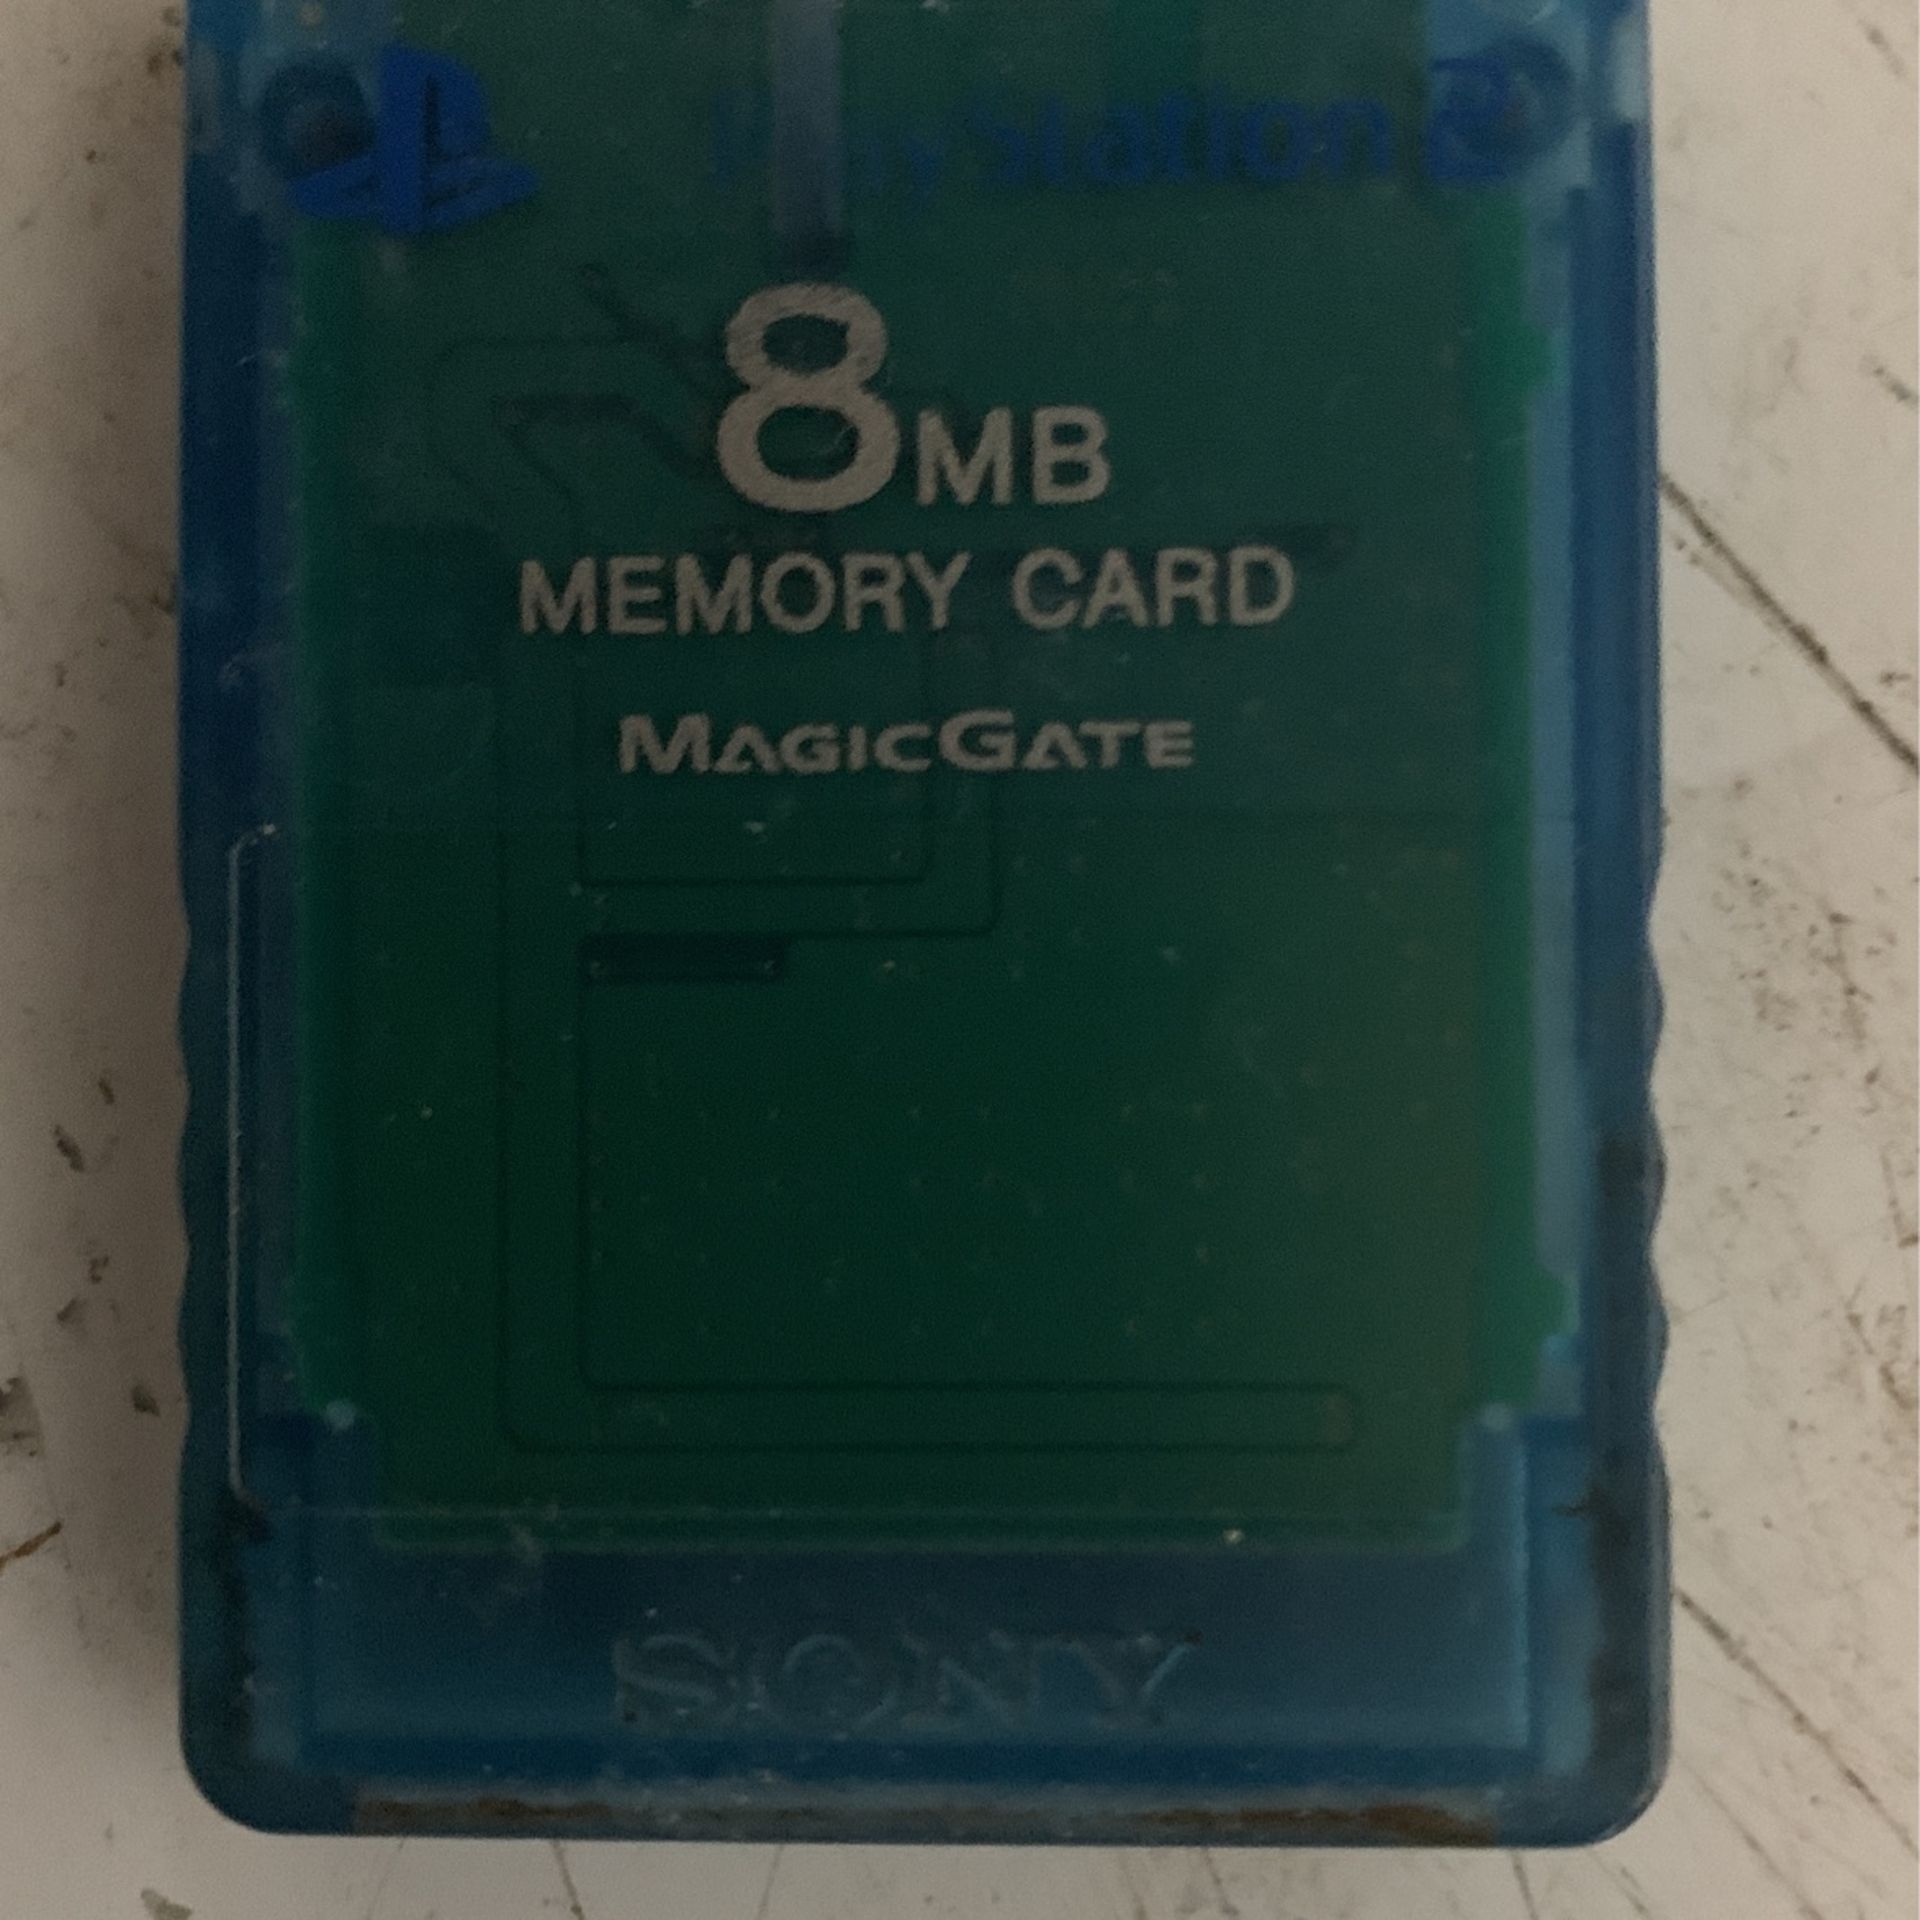 PlayStation 2
8MB
MEMORY CARD
MAGICGATE
SONY